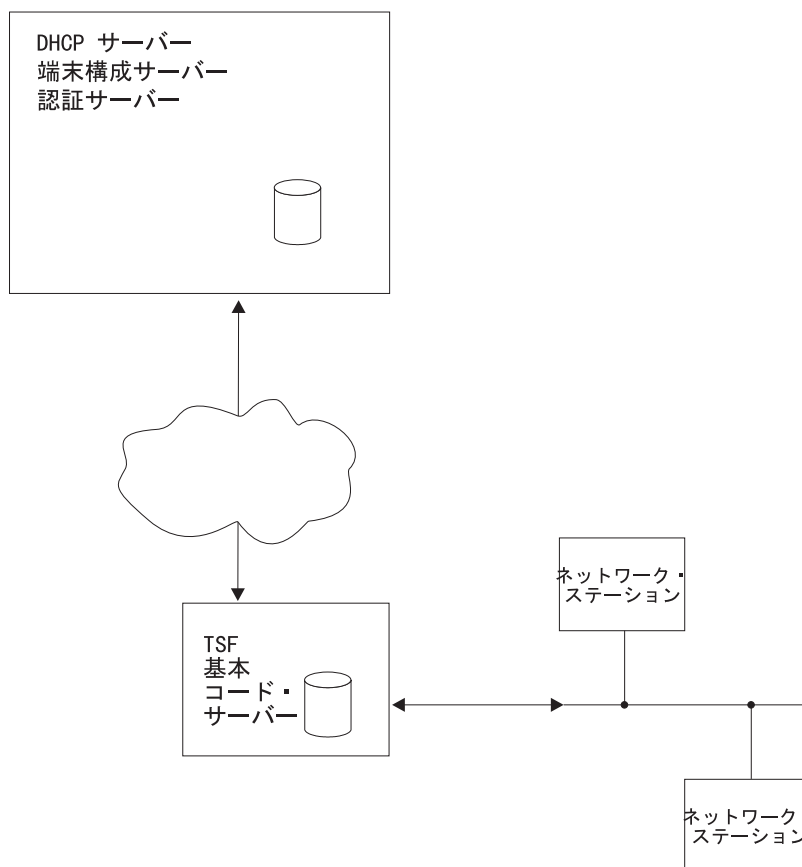 DHCP サーバー
端末構成サーバー
認証サーバー
ネットワーク・
ステーション
TSF
基本
コード・
サーバー
ネットワーク・
ステーション